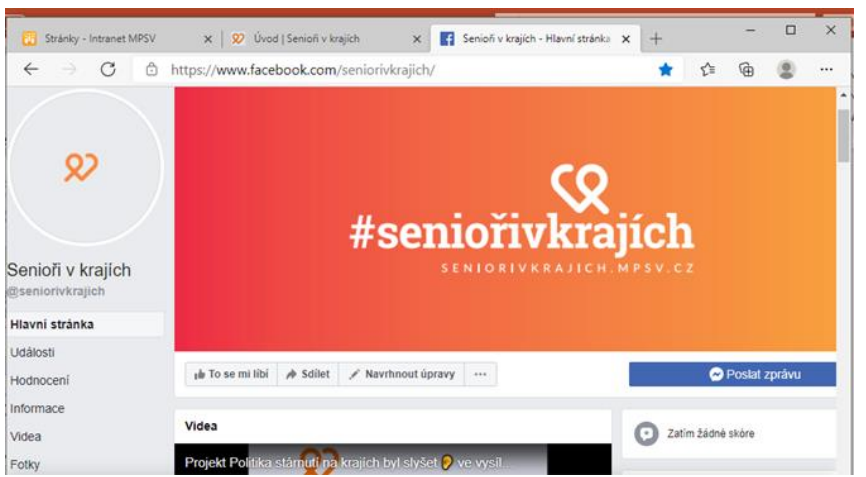 Stránky - Intranet MPSV
Úvod | Senioři v krajích
Senioři v krajích - Hlavní stránka
https://www.facebook.com/seniorivkrajich/
#seniořivkrajích
SENIORIVKRAJICH.MPSV.CZ
Senioři v krajích
@seniorivkrajich
Hlavní stránka
Události
Hodnocení
Informace
Videa
Fotky
To se mi líbí
Sdílet
Navrhnout úpravy
Poslat zprávu
Videa
Zatím žádné skóre
Projekt Politika stárnutí na krajích byl slyšet 👂 ve vysíl...